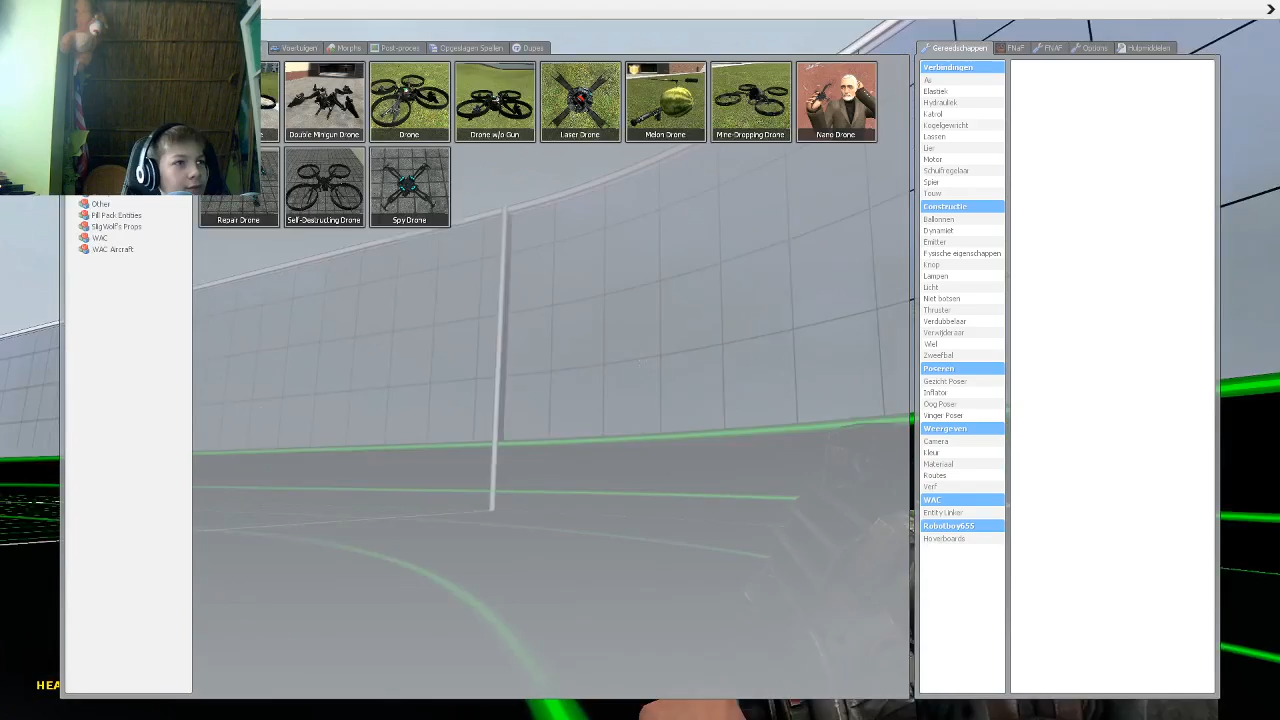 Voertuigen
Morphs
Post-proces
Opgeslagen Spellen
Dupes
Gereedschappen
FNaF
FNAF
Options
Hulpmiddelen
Double Minigun Drone
Drone
Drone w/o Gun
Laser Drone
Melon Drone
Mine-Dropping Drone
Nano Drone
Repair Drone
Self-Destructing Drone
Spy Drone
Other
Pill Pack Entities
SligWolf's Props
WAC
WAC Aircraft
Verbindingen
As
Elastiek
Hydrauliek
Katrol
Kogelgewricht
Lassen
Lier
Motor
Schuifregelaar
Spier
Touw
Constructie
Ballonnen
Dynamiet
Emitter
Fysische eigenschappen
Knop
Lampen
Licht
Niet botsen
Thruster
Verdubbelaar
Verwijderaar
Wiel
Zweefbal
Poseren
Gezicht Poser
Inflator
Oog Poser
Vinger Poser
Weergeven
Camera
Kleur
Materiaal
Routes
Verf
WAC
Entity Linker
Robotboy655
Hoverboards
HEA